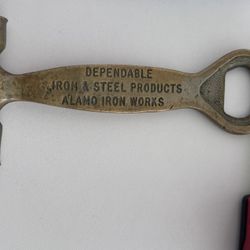 DEPENDABLE
IRON & STEEL PRODUCTS
ALAMO IRON WORKS